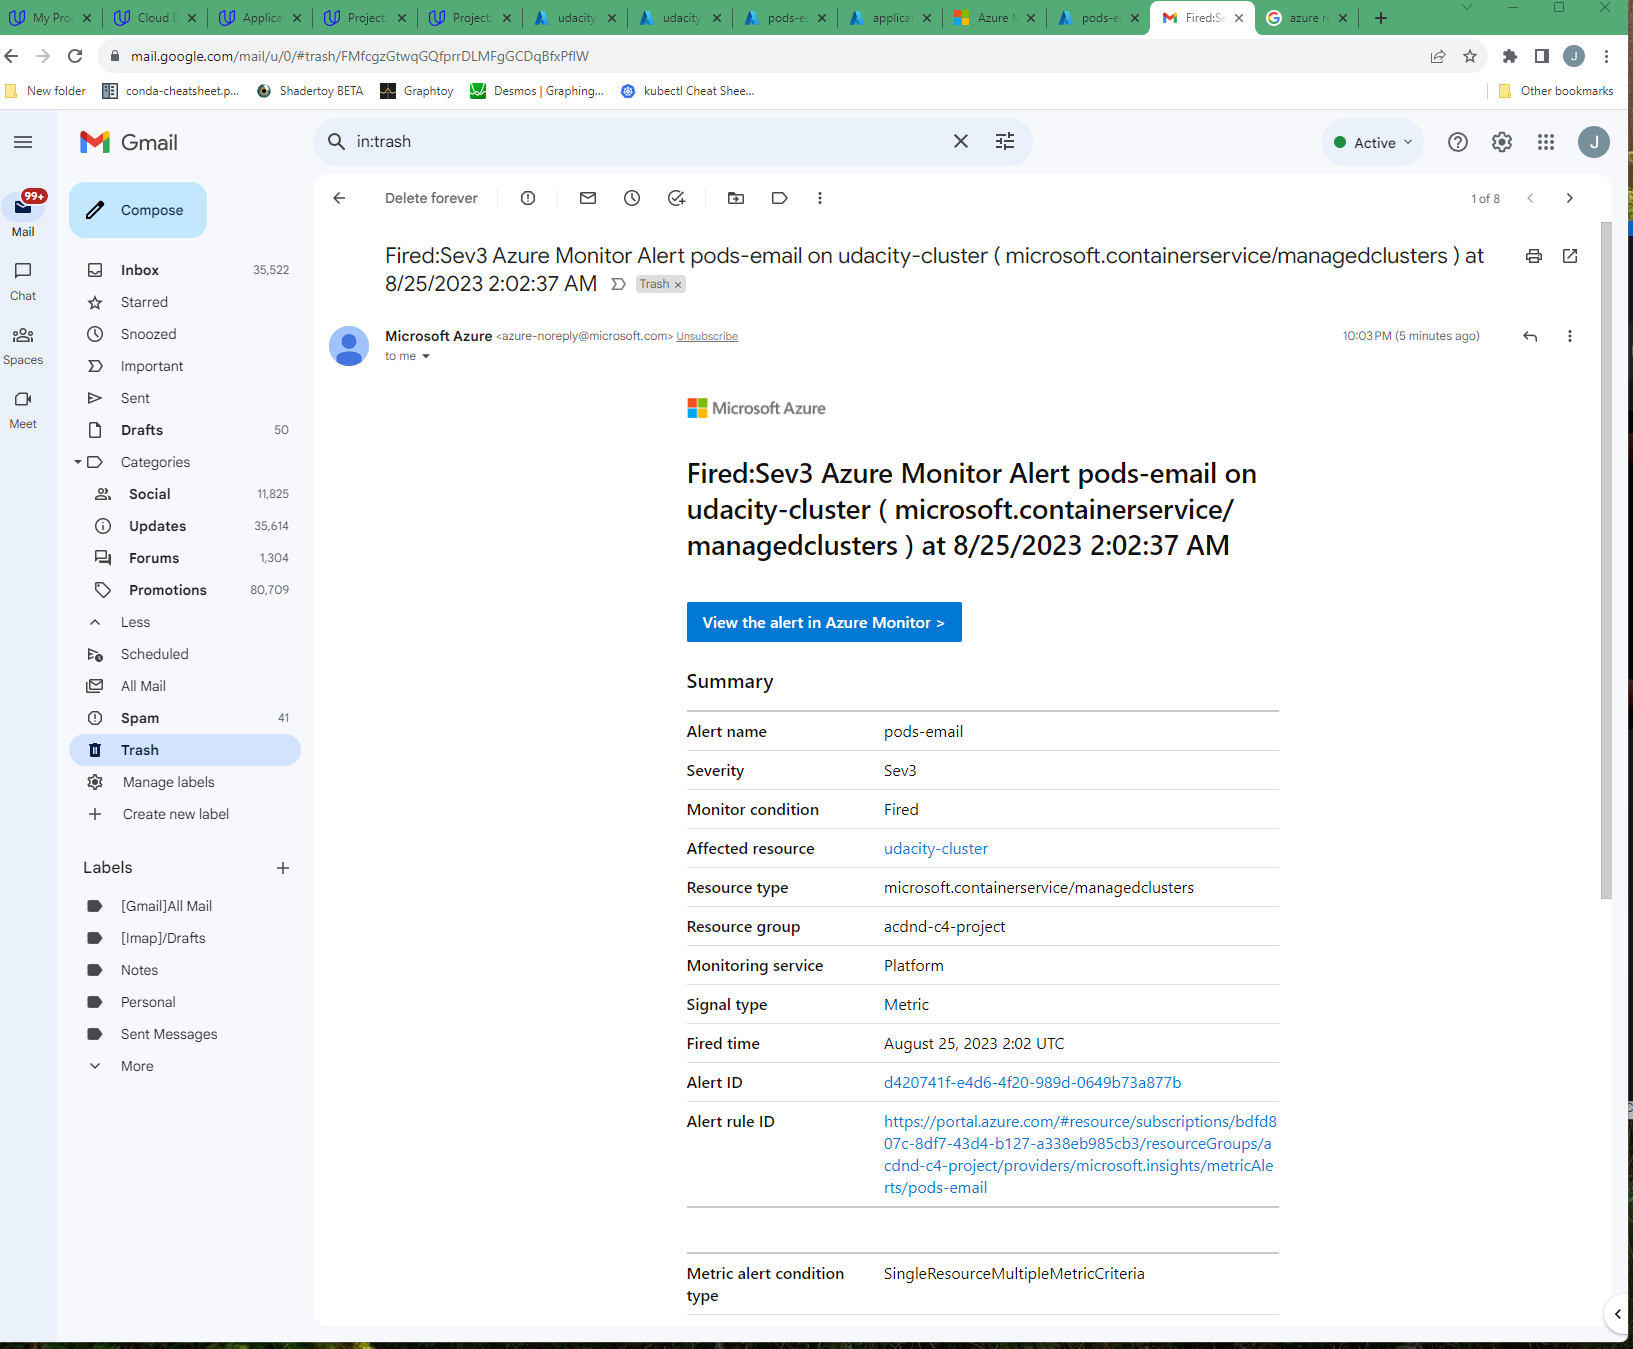 My Pro
Cloud D
Applica
Project:
Project:
udacity
udacity
pods-e
applicat
Azure M
pods-e
Fired:Se
azure re
mail.google.com/mail/u/0/#trash/FMfcgzGtwqGQfprrDLMFgGCDqBfxPflW
J
New folder
conda-cheatsheet.p...
Shadertoy BETA
Graphtoy
Desmos | Graphing...
kubectl Cheat Shee...
Other bookmarks
Gmail
in:trash
Active
J
99+
Mail
Chat
Spaces
Meet
Compose
Inbox 35,522
Starred
Snoozed
Important
Sent
Drafts 50
Categories
Social 11,825
Updates 35,614
Forums 1,304
Promotions 80,709
Less
Scheduled
All Mail
Spam 41
Trash
Manage labels
Create new label
Labels
[Gmail]All Mail
[Imap]/Drafts
Notes
Personal
Sent Messages
More
Delete forever
1 of 8
Fired:Sev3 Azure Monitor Alert pods-email on udacity-cluster ( microsoft.containerservice/managedclusters ) at
8/25/2023 2:02:37 AM Trash
Microsoft Azure <azure-noreply@microsoft.com> Unsubscribe
10:03 PM (5 minutes ago)
to me
Microsoft Azure
Fired:Sev3 Azure Monitor Alert pods-email on
udacity-cluster ( microsoft.containerservice/
managedclusters ) at 8/25/2023 2:02:37 AM
View the alert in Azure Monitor >
Summary
Alert name pods-email
Severity Sev3
Monitor condition Fired
Affected resource udacity-cluster
Resource type microsoft.containerservice/managedclusters
Resource group acdnd-c4-project
Monitoring service Platform
Signal type Metric
Fired time August 25, 2023 2:02 UTC
Alert ID d420741f-e4d6-4f20-989d-0649b73a877b
Alert rule ID https://portal.azure.com/#resource/subscriptions/bdfd8
07c-8df7-43d4-b127-a338eb985cb3/resourceGroups/a
cdnd-c4-project/providers/microsoft.insights/metricAle
rts/pods-email
Metric alert condition SingleResourceMultipleMetricCriteria
type